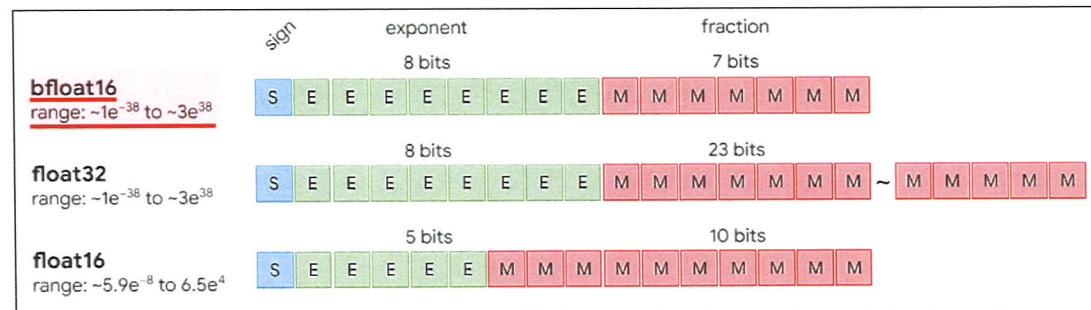 sign exponent fraction
8 bits 7 bits
bfloat16
range: ~1e⁻³⁸ to ~3e³⁸
S E E E E E E E E M M M M M M M
8 bits 23 bits
float32
range: ~1e⁻³⁸ to ~3e³⁸
S E E E E E E E E M M M M M M M ~ M M M M M
5 bits 10 bits
float16
range: ~5.9e⁻⁸ to 6.5e⁴
S E E E E E M M M M M M M M M M